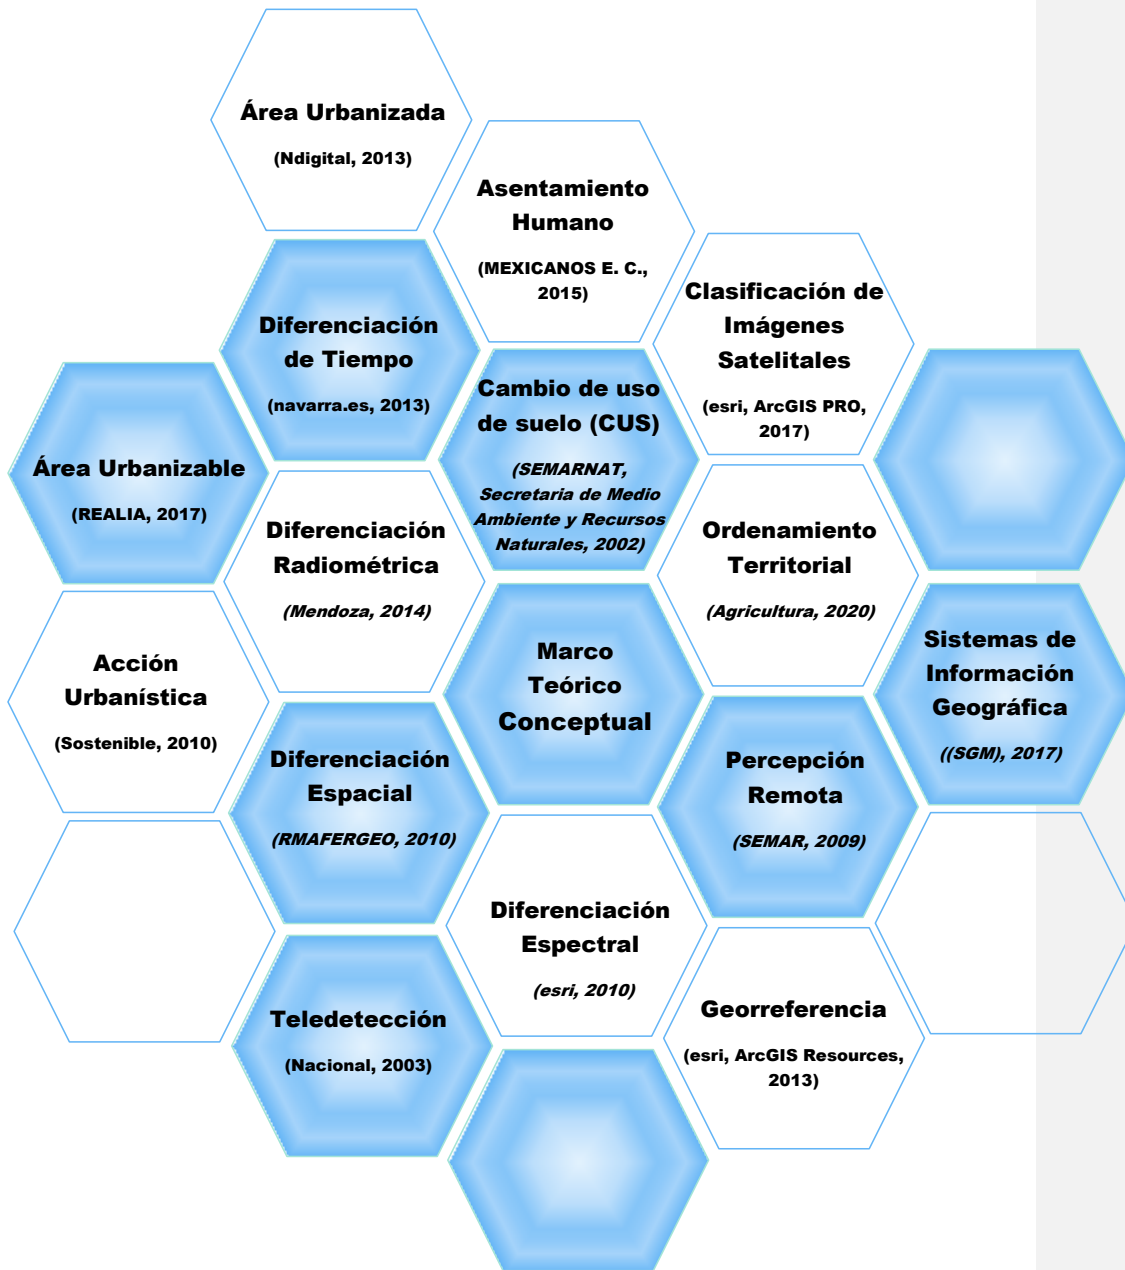 Área Urbanizada
(Ndigital, 2013)
Asentamiento
Humano
(MEXICANOS E. C.,
2015)
Clasificación de
Imágenes
Satelitales
(esri, ArcGIS PRO,
2017)
Diferenciación
de Tiempo
(navarra.es, 2013)
Cambio de uso
de suelo (CUS)
(SEMARNAT,
Secretaria de Medio
Ambiente y Recursos
Naturales, 2002)
Área Urbanizable
(REALIA, 2017)
Diferenciación
Radiométrica
(Mendoza, 2014)
Ordenamiento
Territorial
(Agricultura, 2020)
Acción
Urbanística
(Sostenible, 2010)
Marco
Teórico
Conceptual
Sistemas de
Información
Geográfica
((SGM), 2017)
Diferenciación
Espacial
(RMAFERGEO, 2010)
Percepción
Remota
(SEMAR, 2009)
Diferenciación
Espectral
(esri, 2010)
Teledetección
(Nacional, 2003)
Georreferencia
(esri, ArcGIS Resources,
2013)